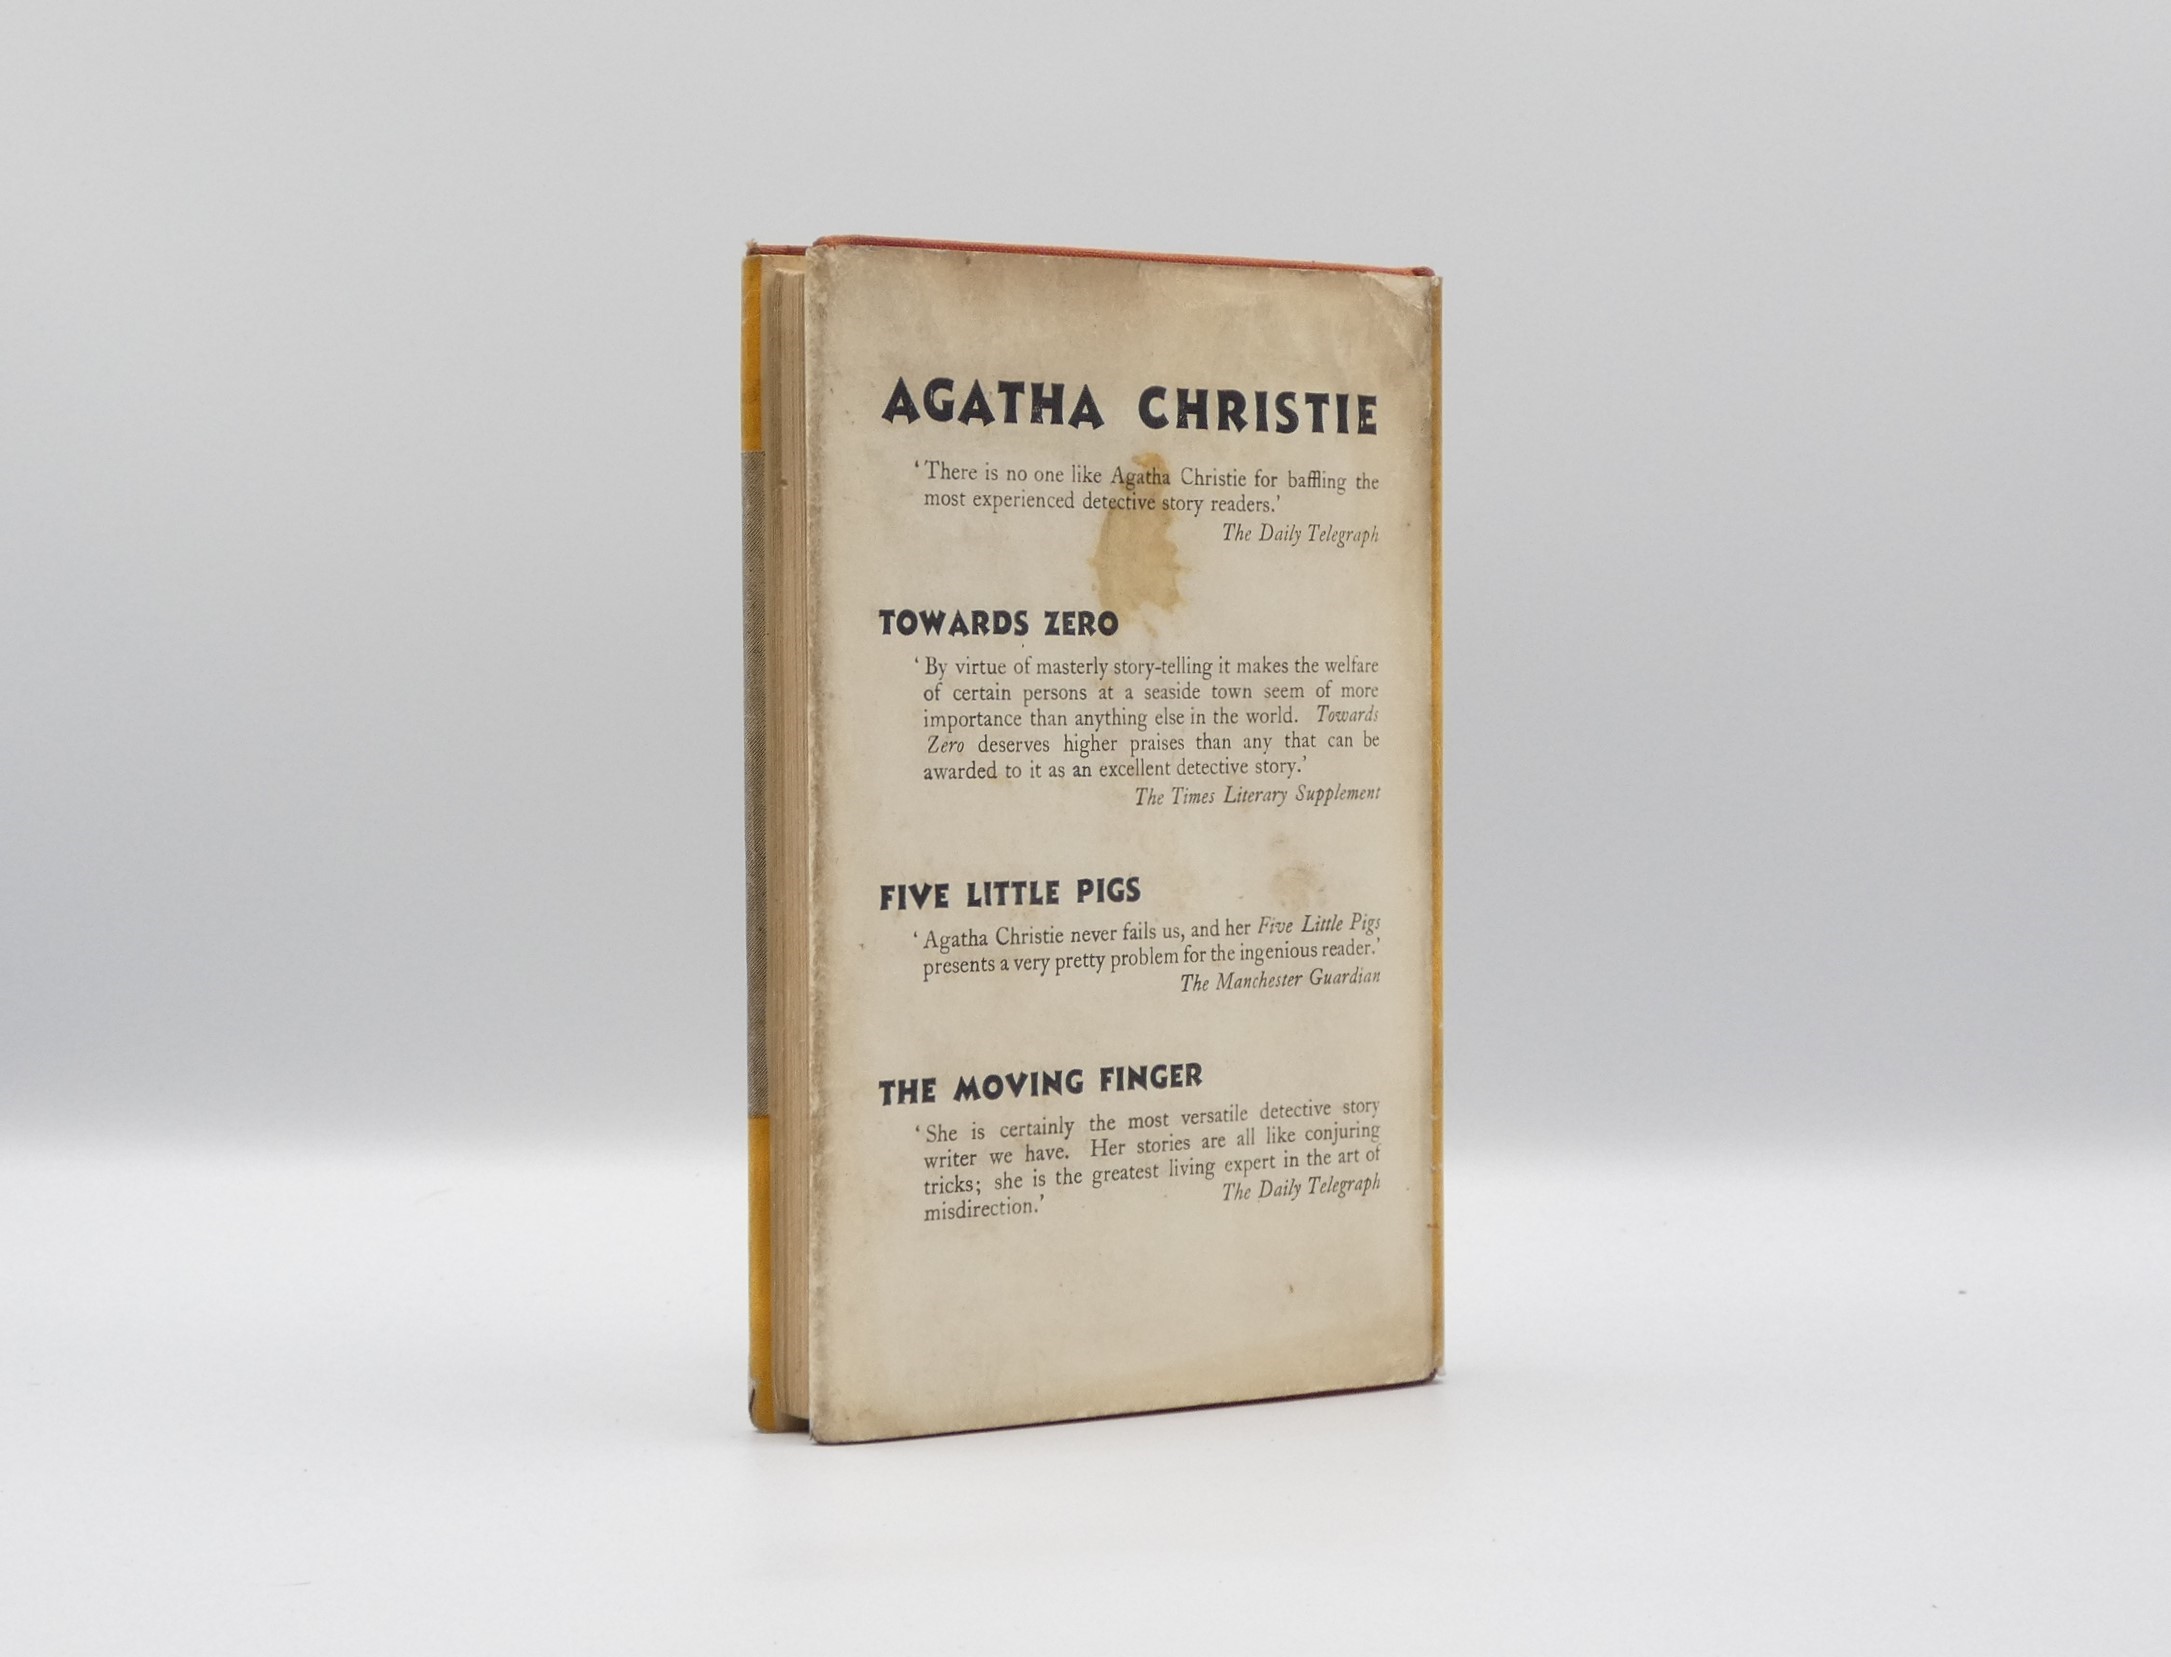 AGATHA CHRISTIE
‘There is no one like Agatha Christie for baffling the
most experienced detective story readers.’
The Daily Telegraph
TOWARDS ZERO
‘By virtue of masterly story-telling it makes the welfare
of certain persons at a seaside town seem of more
importance than anything else in the world. Towards
Zero deserves higher praises than any that can be
awarded to it as an excellent detective story.’
The Times Literary Supplement
FIVE LITTLE PIGS
‘Agatha Christie never fails us, and her Five Little Pigs
presents a very pretty problem for the ingenious reader.’
The Manchester Guardian
THE MOVING FINGER
‘She is certainly the most versatile detective story
writer we have. Her stories are all like conjuring
tricks; she is the greatest living expert in the art of
misdirection.’ The Daily Telegraph